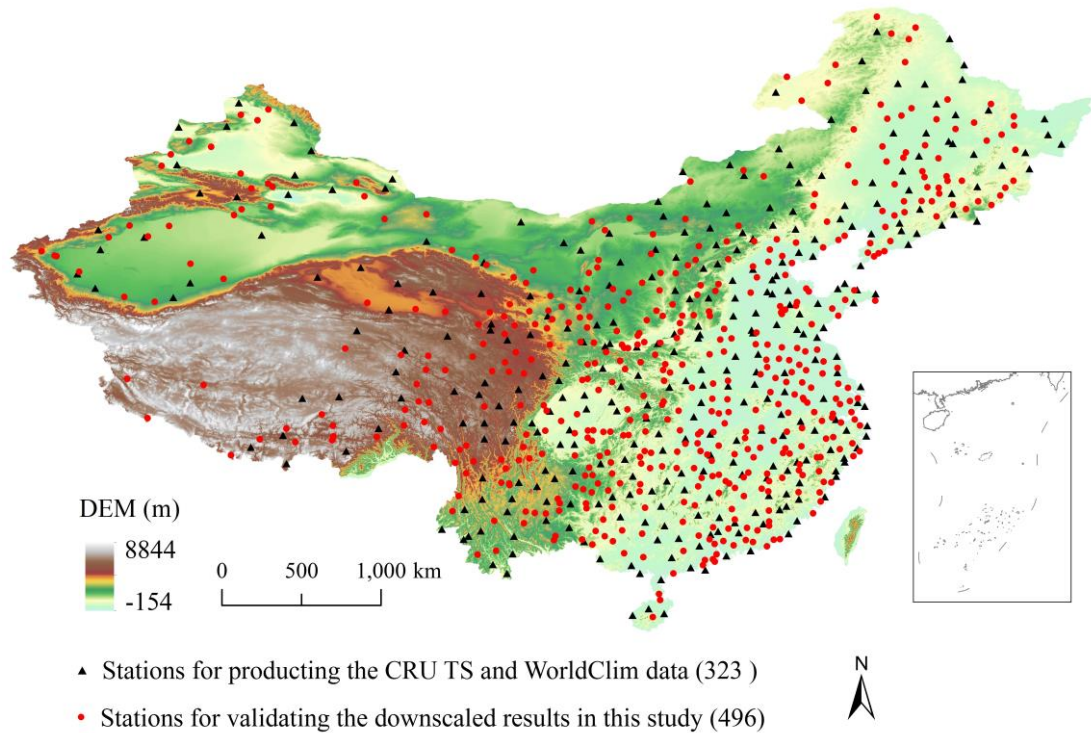 DEM (m)
8844
-154
0 500 1,000 km
Stations for producting the CRU TS and WorldClim data (323 )
Stations for validating the downscaled results in this study (496)
N